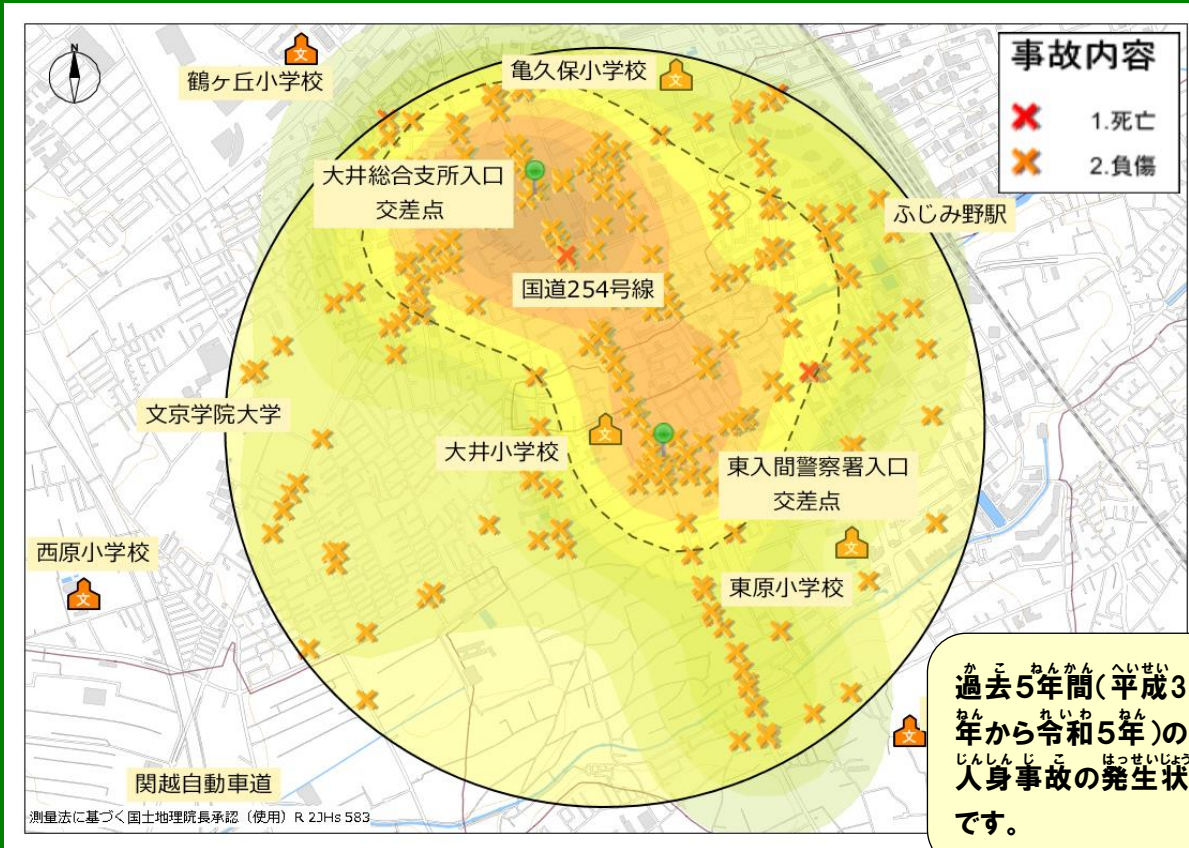 事故内容
1.死亡
2.負傷
N
文
鶴ヶ丘小学校
亀久保小学校
文
大井総合支所入口
交差点
ふじみ野駅
国道254号線
文京学院大学
文
大井小学校
東入間警察署入口
交差点
西原小学校
文
文
東原小学校
文
関越自動車道
測量法に基づく国土地理院長承認（使用）R 2JHs 583
過去5年間(平成3
年から令和5年)の
人身事故の発生状
です。
かこ ねんかん へいせい
ねん れいわ ねん
じんしんじこ はっせいじょう